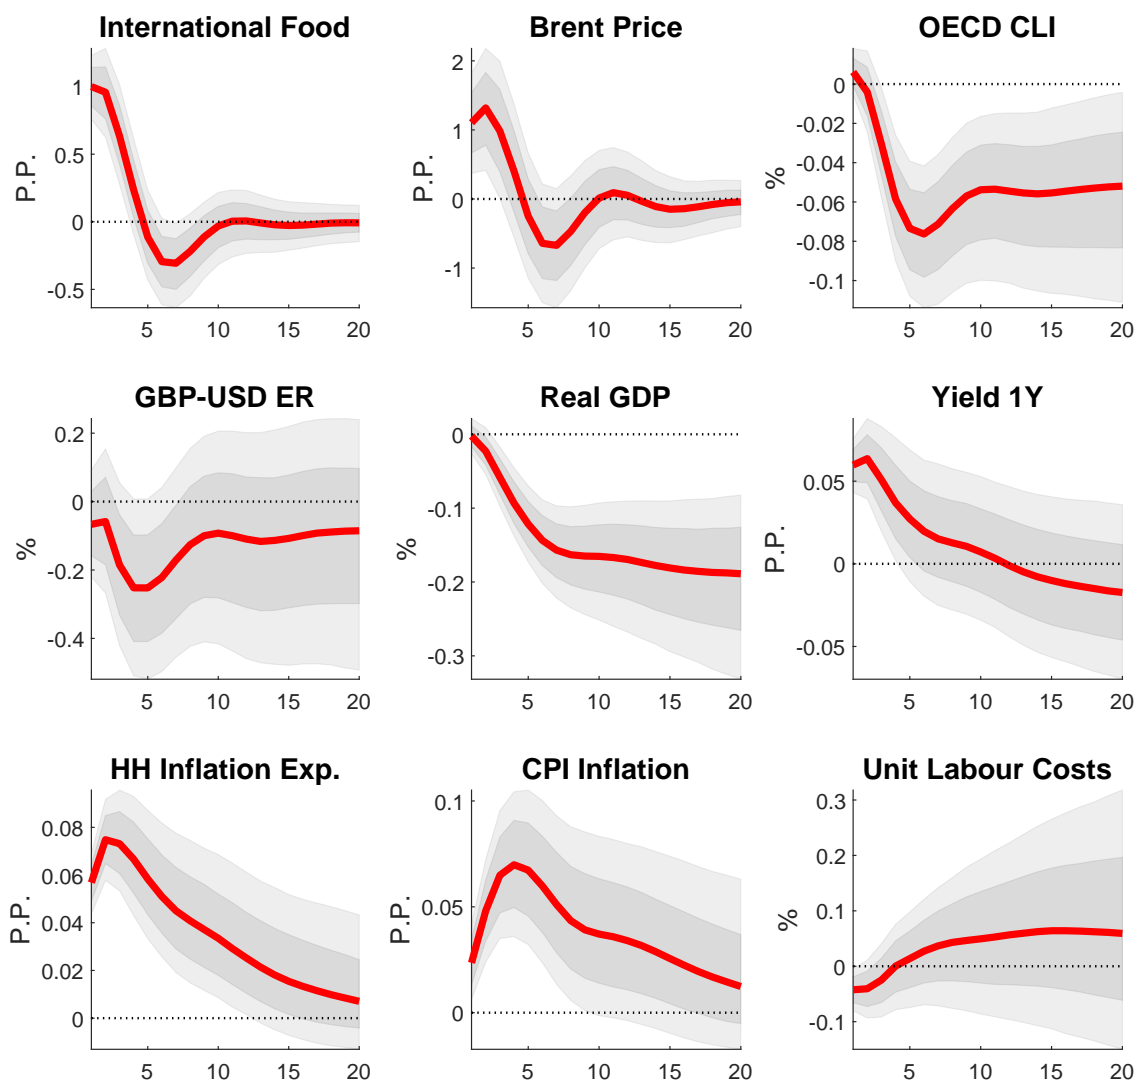 International Food Brent Price OECD CLI
P.P. 1 0.5 0 -0.5
P.P. 2 1 0 -1
% 0 -0.02 -0.04 -0.06 -0.08 -0.1
5 10 15 20 5 10 15 20 5 10 15 20
GBP-USD ER Real GDP Yield 1Y
% 0.2 0 -0.2 -0.4
% 0 -0.1 -0.2 -0.3
P.P. 0.05 0 -0.05
5 10 15 20 5 10 15 20 5 10 15 20
HH Inflation Exp. CPI Inflation Unit Labour Costs
P.P. 0.08 0.06 0.04 0.02 0
P.P. 0.1 0.05 0
% 0.3 0.2 0.1 0 -0.1
5 10 15 20 5 10 15 20 5 10 15 20